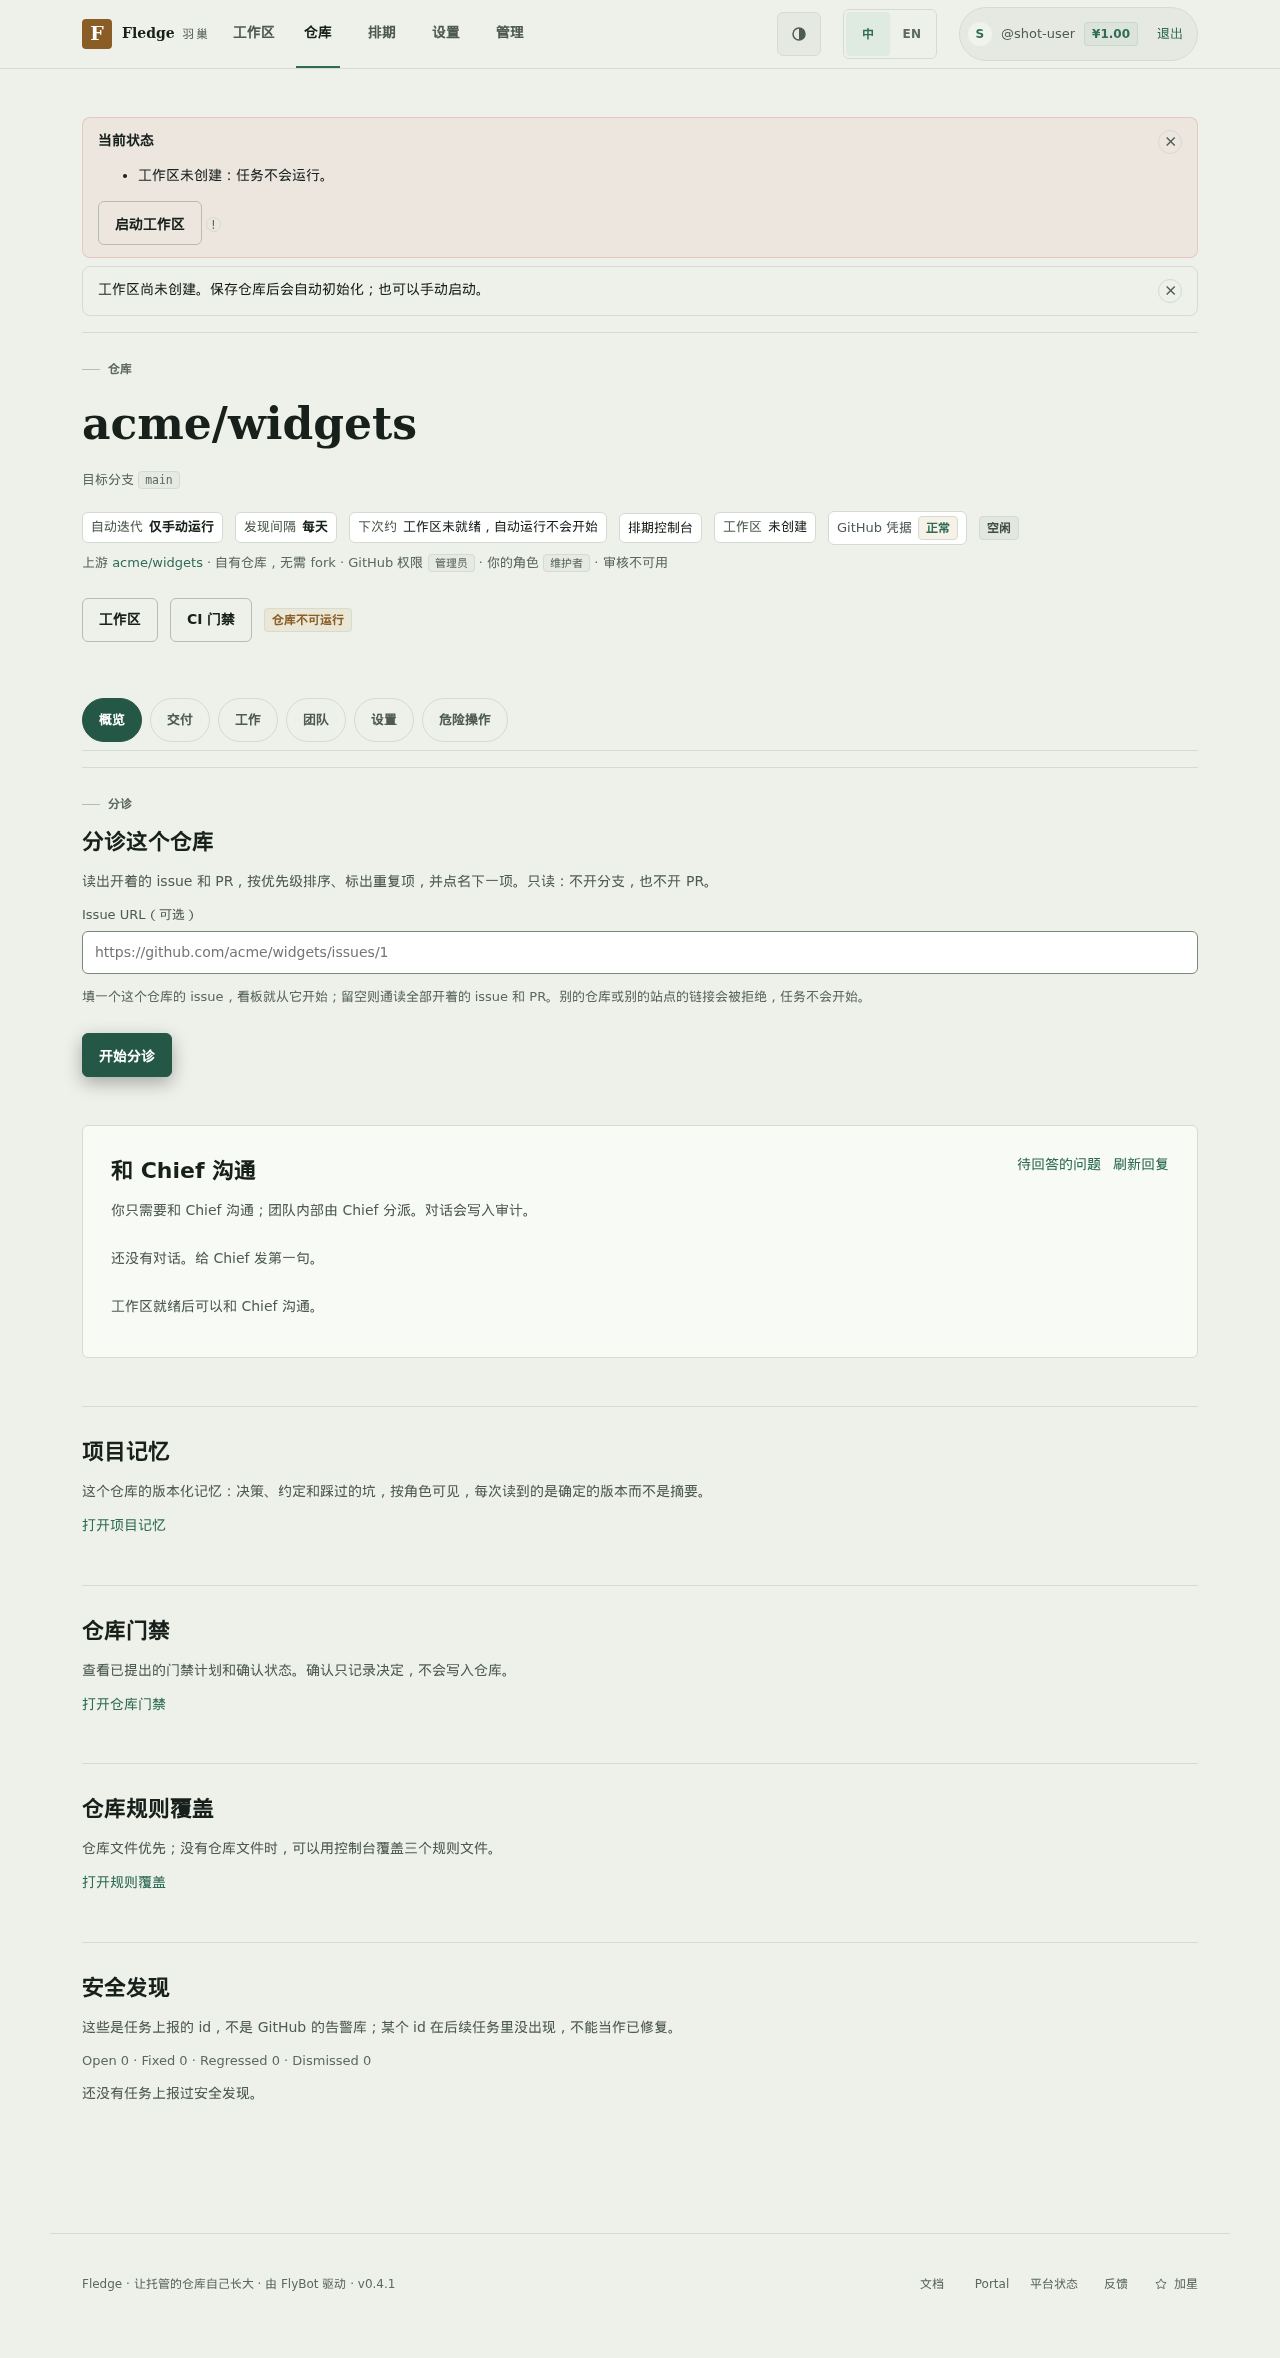 F Fledge 羽巢 工作区 仓库 排期 设置 管理 中 EN S @shot-user ¥1.00 退出
当前状态
工作区未创建：任务不会运行。
启动工作区 !
工作区尚未创建。保存仓库后会自动初始化；也可以手动启动。
仓库
acme/widgets
目标分支 main
自动迭代 仅手动运行 发现间隔 每天 下次约 工作区未就绪，自动运行不会开始 排期控制台 工作区 未创建 GitHub 凭据 正常 空闲
上游 acme/widgets · 自有仓库，无需 fork · GitHub 权限 管理员 · 你的角色 维护者 · 审核不可用
工作区 CI 门禁 仓库不可运行
概览 交付 工作 团队 设置 危险操作
分诊
分诊这个仓库
读出开着的 issue 和 PR，按优先级排序、标出重复项，并点名下一项。只读：不开分支，也不开 PR。
Issue URL（可选）
https://github.com/acme/widgets/issues/1
填一个这个仓库的 issue，看板就从它开始；留空则通读全部开着的 issue 和 PR。别的仓库或别的站点的链接会被拒绝，任务不会开始。
开始分诊
和 Chief 沟通 待回答的问题 刷新回复
你只需要和 Chief 沟通；团队内部由 Chief 分派。对话会写入审计。
还没有对话。给 Chief 发第一句。
工作区就绪后可以和 Chief 沟通。
项目记忆
这个仓库的版本化记忆：决策、约定和踩过的坑，按角色可见，每次读到的是确定的版本而不是摘要。
打开项目记忆
仓库门禁
查看已提出的门禁计划和确认状态。确认只记录决定，不会写入仓库。
打开仓库门禁
仓库规则覆盖
仓库文件优先；没有仓库文件时，可以用控制台覆盖三个规则文件。
打开规则覆盖
安全发现
这些是任务上报的 id，不是 GitHub 的告警库；某个 id 在后续任务里没出现，不能当作已修复。
Open 0 · Fixed 0 · Regressed 0 · Dismissed 0
还没有任务上报过安全发现。
Fledge · 让托管的仓库自己长大 · 由 FlyBot 驱动 · v0.4.1 文档 Portal 平台状态 反馈 加星